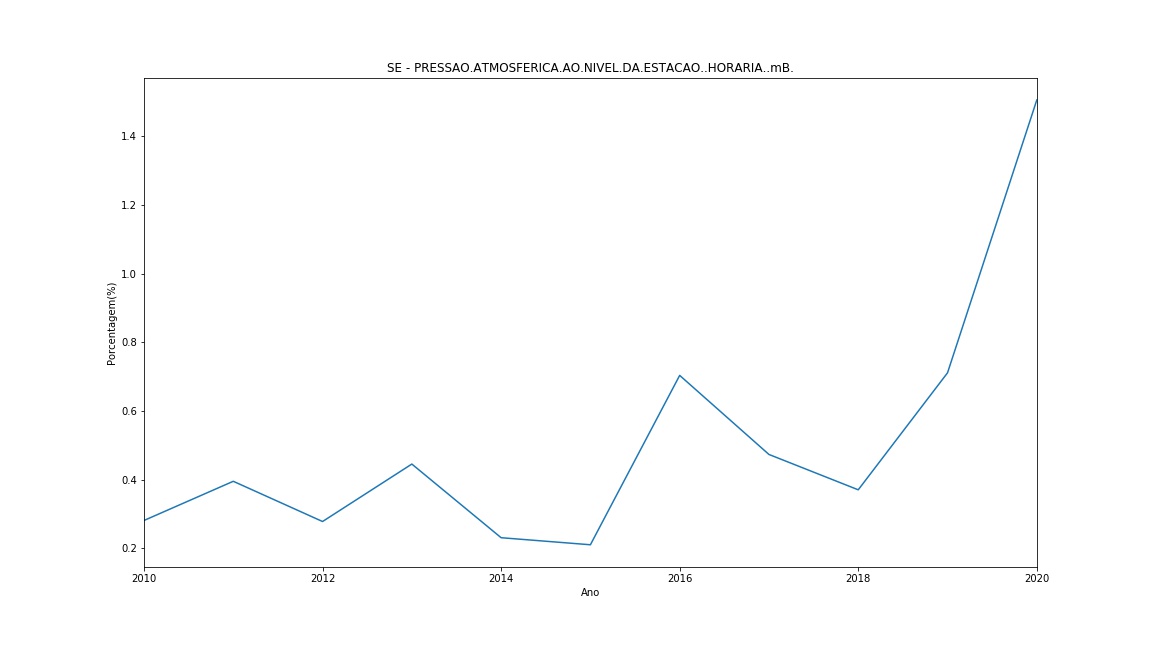 SE - PRESSAO.ATMOSFERICA.AO.NIVEL.DA.ESTACAO..HORARIA..mB.
1.4
1.2
1.0
0.8
0.6
0.4
0.2
Porcentagem(%)
2010 2012 2014 2016 2018 2020
Ano